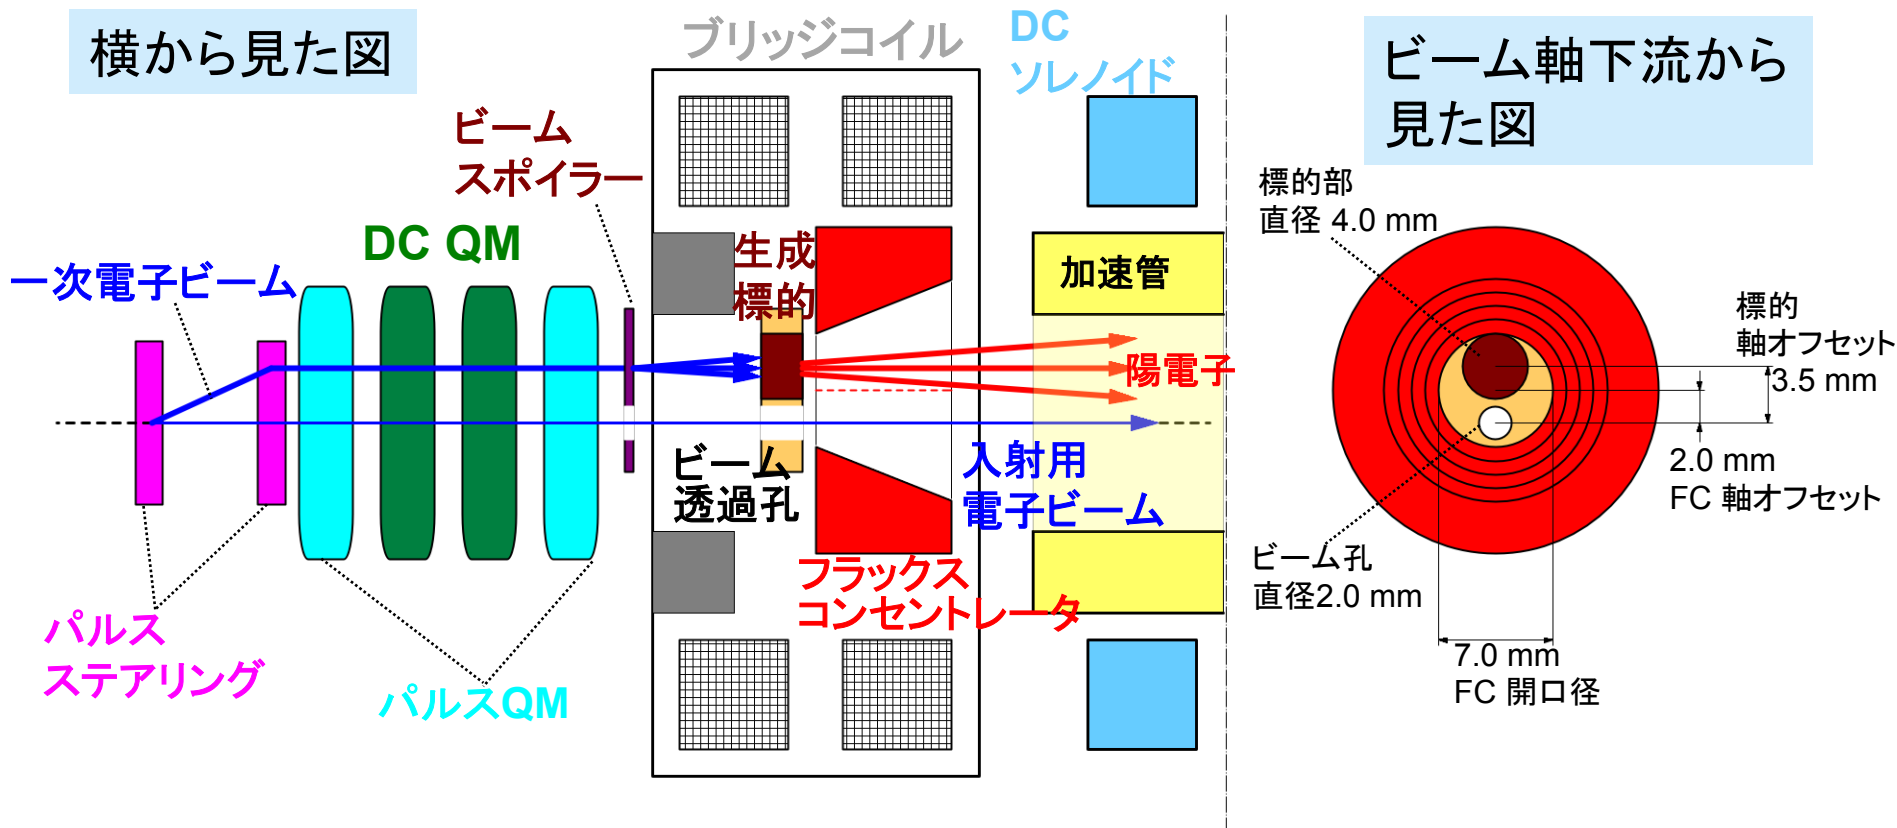 横から見た図
ブリッジコイル
DC
ソレノイド
ビーム
スポイラー
DC QM
一次電子ビーム
生成
標的
加速管
陽電子
ビーム
透過孔
入射用
電子ビーム
フラックス
コンセントレータ
パルス
ステアリング
パルスQM
ビーム軸下流から
見た図
標的部
直径 4.0 mm
標的
軸オフセット
3.5 mm
2.0 mm
FC 軸オフセット
ビーム孔
直径2.0 mm
7.0 mm
FC 開口径